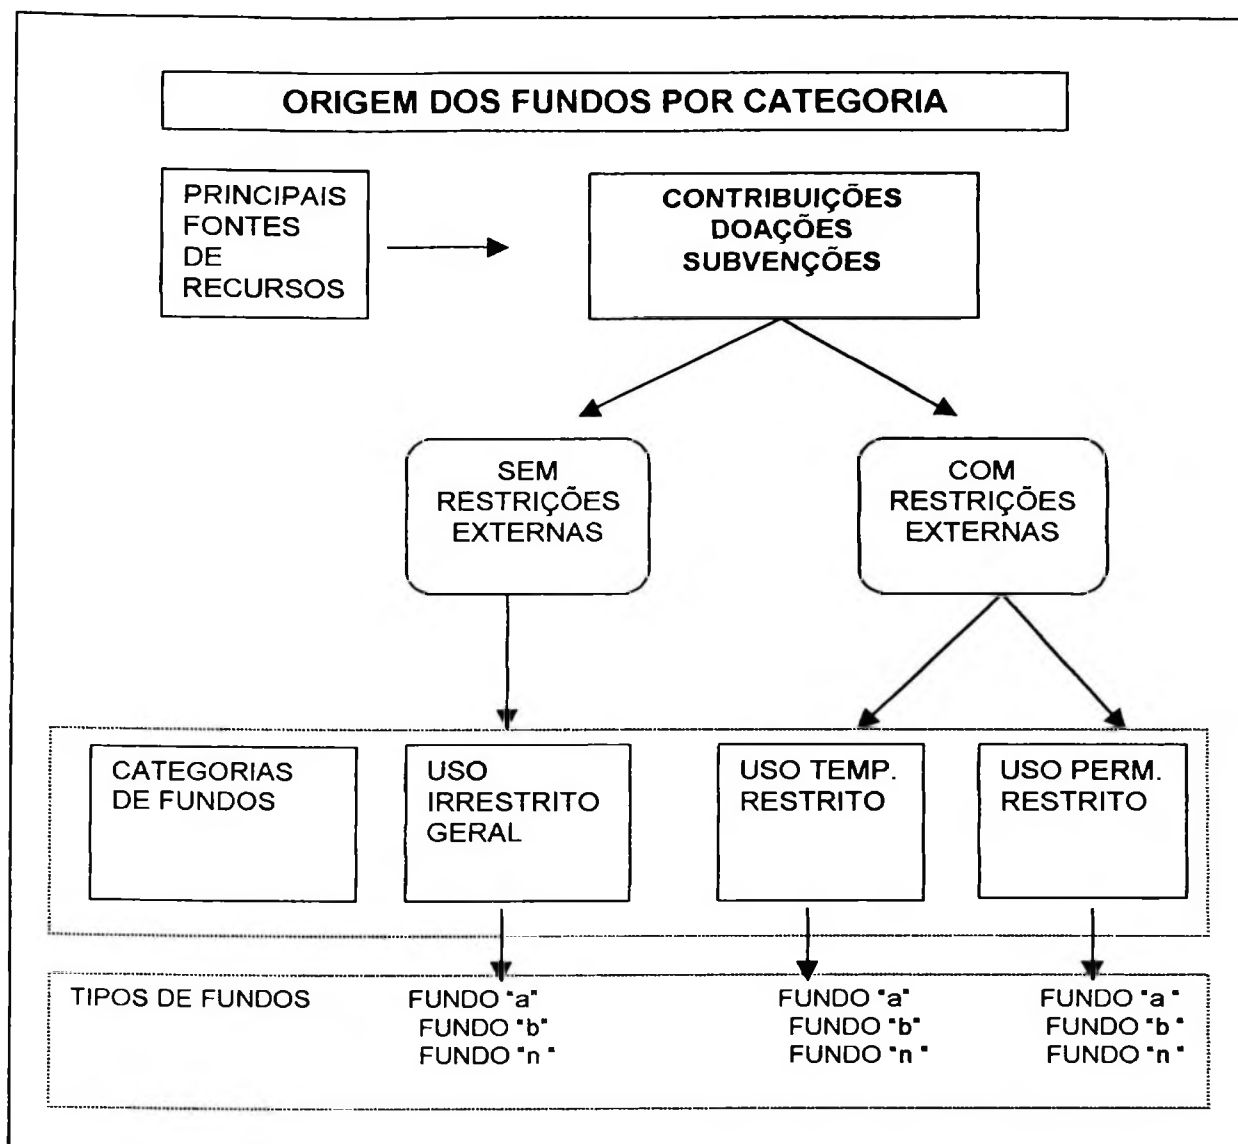 ORIGEM DOS FUNDOS POR CATEGORIA
PRINCIPAIS
FONTES
DE
RECURSOS
CONTRIBUIÇÕES
DOAÇÕES
SUBVENÇÕES
SEM
RESTRIÇÕES
EXTERNAS
COM
RESTRIÇÕES
EXTERNAS
CATEGORIAS
DE FUNDOS
USO
IRRESTRITO
GERAL
USO TEMP.
RESTRITO
USO PERM.
RESTRITO
TIPOS DE FUNDOS
FUNDO "a"
FUNDO "b"
FUNDO "n "
FUNDO "a"
FUNDO "b"
FUNDO "n "
FUNDO "a "
FUNDO "b "
FUNDO "n "